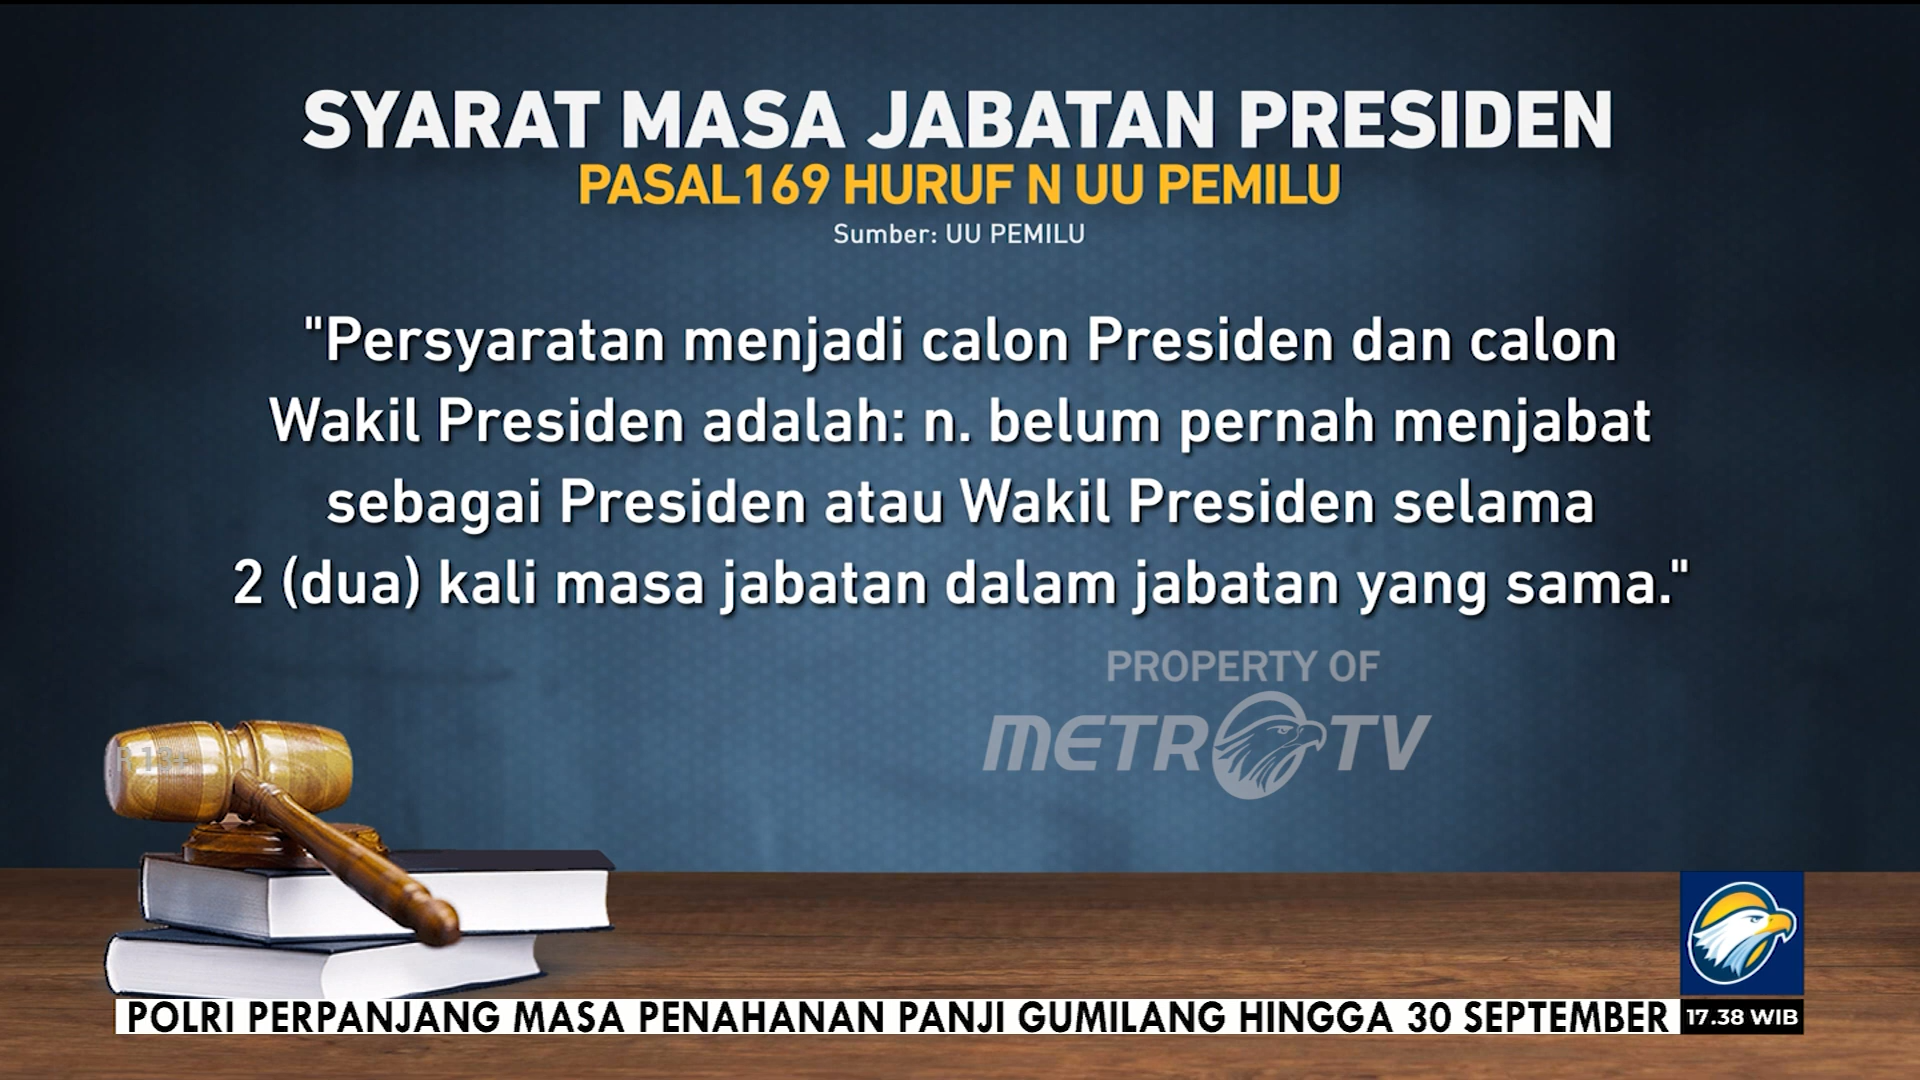 SYARAT MASA JABATAN PRESIDEN
PASAL169 HURUF N UU PEMILU
Sumber: UU PEMILU
"Persyaratan menjadi calon Presiden dan calon
Wakil Presiden adalah: n. belum pernah menjabat
sebagai Presiden atau Wakil Presiden selama
2 (dua) kali masa jabatan dalam jabatan yang sama."
PROPERTY OF
METRO TV
R 13+
POLRI PERPANJANG MASA PENAHANAN PANJI GUMILANG HINGGA 30 SEPTEMBER
17.38 WIB